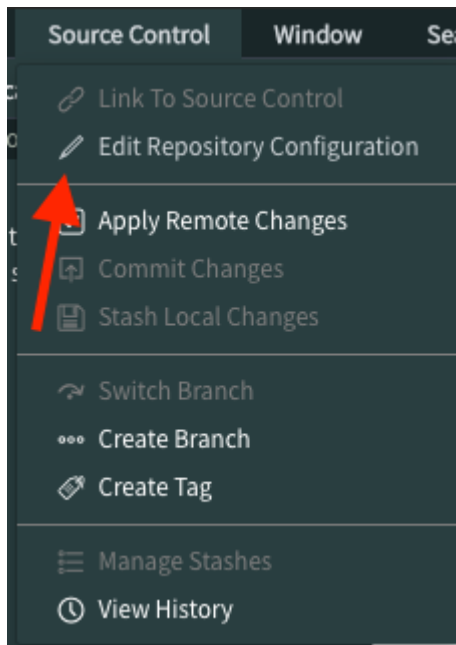 Source Control Window
Link To Source Control
Edit Repository Configuration
Apply Remote Changes
Commit Changes
Stash Local Changes
Switch Branch
Create Branch
Create Tag
Manage Stashes
View History